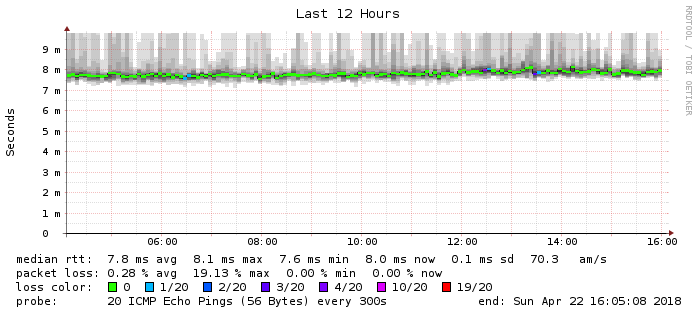 Last 12 Hours
RRDTOOL / TOBI OETIKER
Seconds
9 m
8 m
7 m
6 m
5 m
4 m
3 m
2 m
1 m
0
06:00 08:00 10:00 12:00 14:00 16:00
median rtt: 7.8 ms avg 8.1 ms max 7.6 ms min 8.0 ms now 0.1 ms sd 70.3 am/s
packet loss: 0.28 % avg 19.13 % max 0.00 % min 0.00 % now
loss color: 0 1/20 2/20 3/20 4/20 10/20 19/20
probe: 20 ICMP Echo Pings (56 Bytes) every 300s end: Sun Apr 22 16:05:08 2018